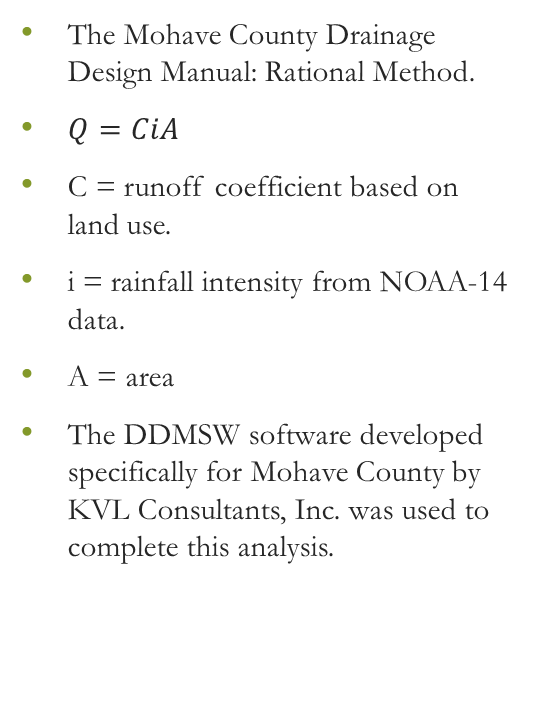 • The Mohave County Drainage
Design Manual: Rational Method.
• Q = CiA
• C = runoff coefficient based on
land use.
• i = rainfall intensity from NOAA-14
data.
• A = area
• The DDMSW software developed
specifically for Mohave County by
KVL Consultants, Inc. was used to
complete this analysis.